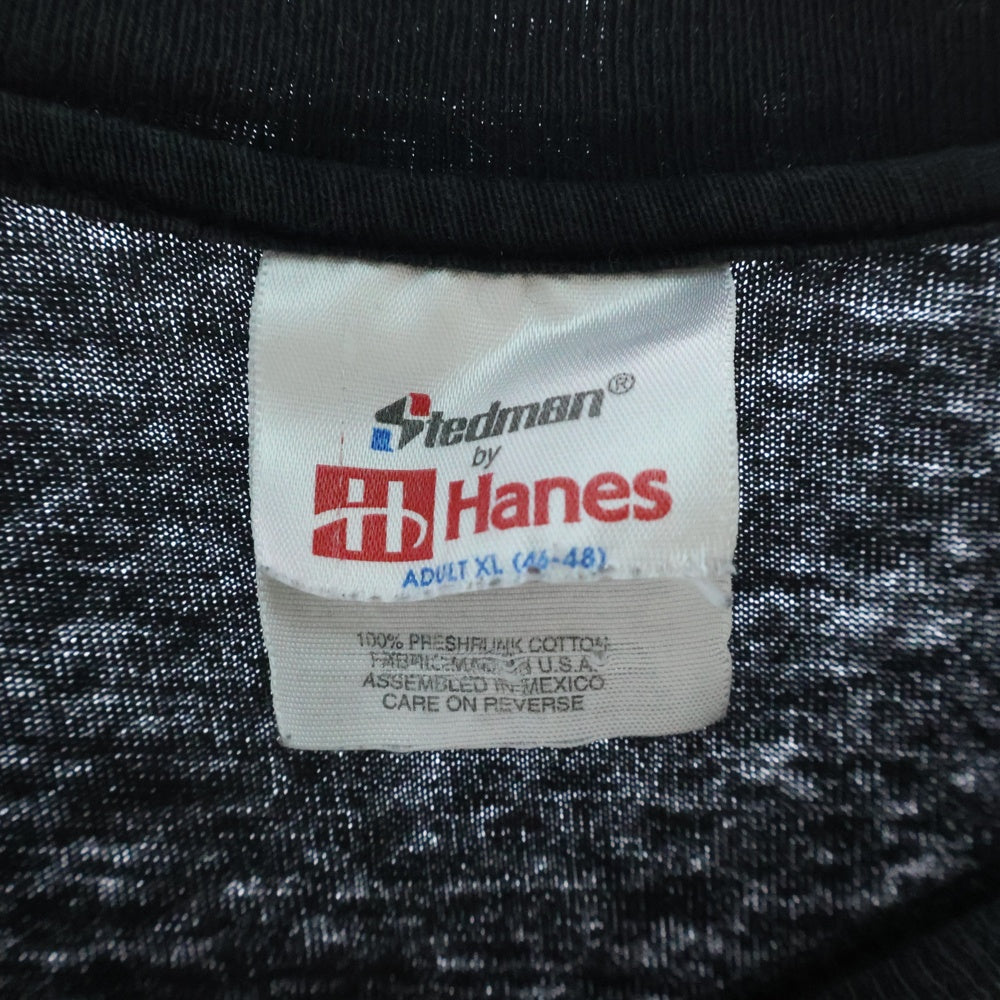 Stedman®
by
Hanes
ADULT XL (46-48)
100% PRESHRUNK COTTON
FABRIC MADE IN U.S.A.
ASSEMBLED IN MEXICO
CARE ON REVERSE